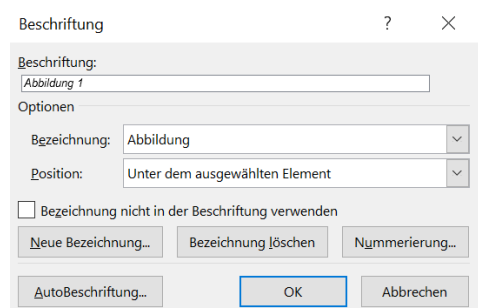 Beschriftung ?
Beschriftung:
Abbildung 1
Optionen
Bezeichnung: Abbildung
Position: Unter dem ausgewählten Element
Bezeichnung nicht in der Beschriftung verwenden
Neue Bezeichnung... Bezeichnung löschen Nummerierung...
AutoBeschriftung... OK Abbrechen